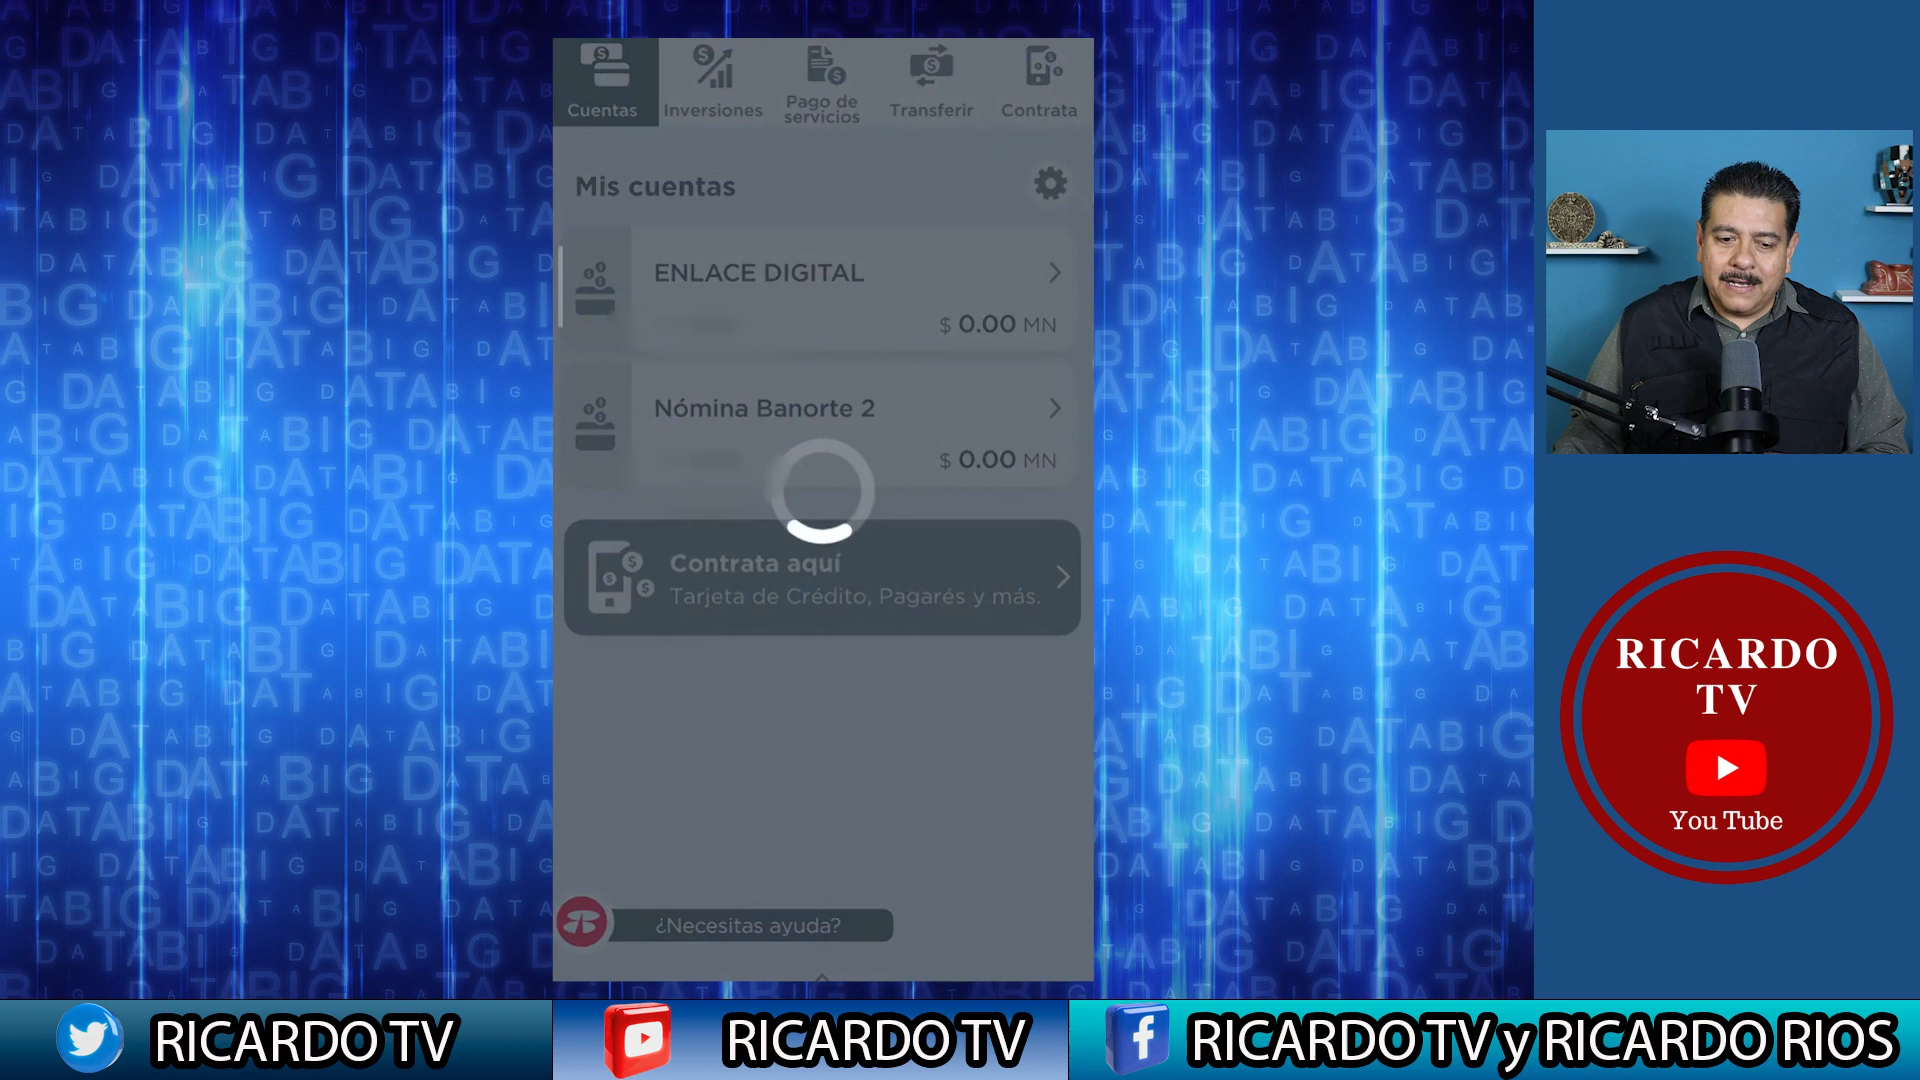 Cuentas
Inversiones
Pago de
servicios
Transferir
Contrata
Mis cuentas
ENLACE DIGITAL
$ 0.00 MN
Nómina Banorte 2
$ 0.00 MN
Contrata aquí
Tarjeta de Crédito, Pagarés y más.
¿Necesitas ayuda?
RICARDO
TV
You Tube
RICARDO TV
RICARDO TV
RICARDO TV y RICARDO RIOS